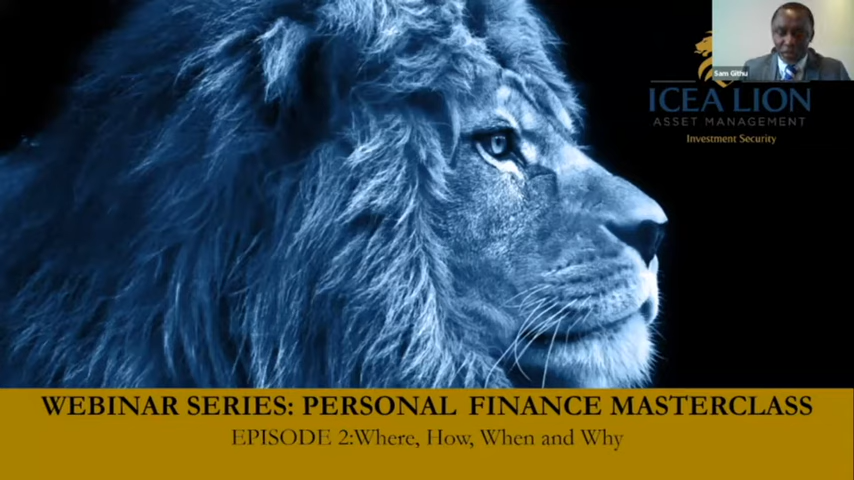 Sam Githu
ICEA LION
ASSET MANAGEMENT
Investment Security
WEBINAR SERIES: PERSONAL FINANCE MASTERCLASS
EPISODE 2:Where, How, When and Why